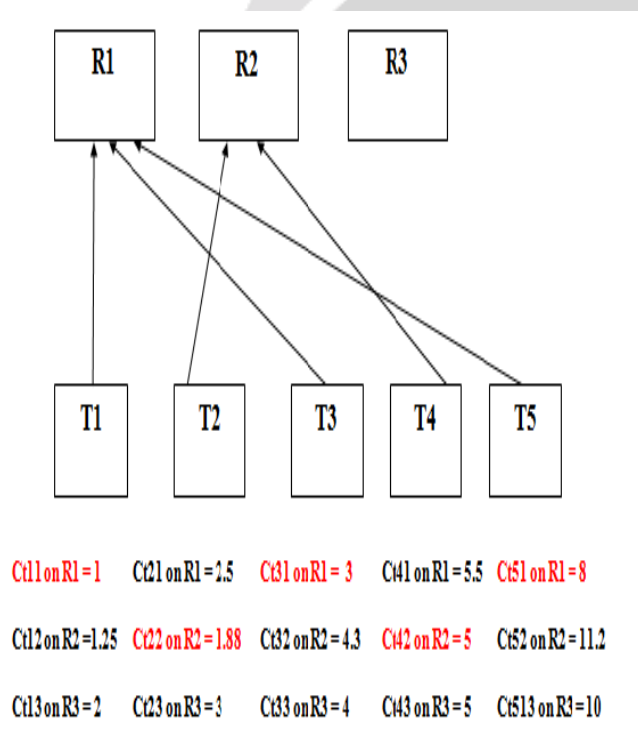 R1 R2 R3
T1 T2 T3 T4 T5
Ct11 on R1 = 1 Ct21 on R1 = 2.5 Ct31 on R1 = 3 Ct41 on R1 = 5.5 Ct51 on R1 = 8
Ct12 on R2 =1.25 Ct22 on R2 = 1.88 Ct32 on R2 = 4.3 Ct42 on R2 = 5 Ct52 on R2 = 11.2
Ct13 on R3 = 2 Ct23 on R3 = 3 Ct33 on R3 = 4 Ct43 on R3 = 5 Ct513 on R3 = 10